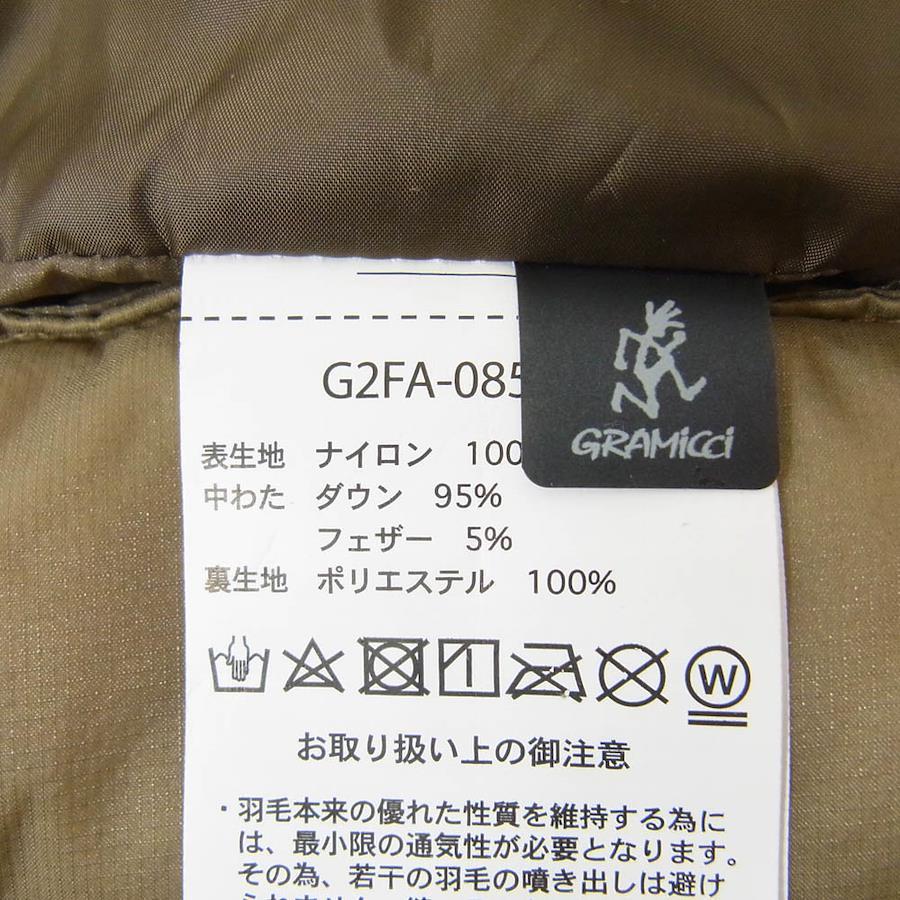 G2FA-085
GRAMICCI
表生地 ナイロン 100
中わた ダウン 95%
フェザー 5%
裏生地 ポリエステル 100%
W
お取り扱い上の御注意
・羽毛本来の優れた性質を維持する為に
は、最小限の通気性が必要となります。
その為、若干の羽毛の噴き出しは避け